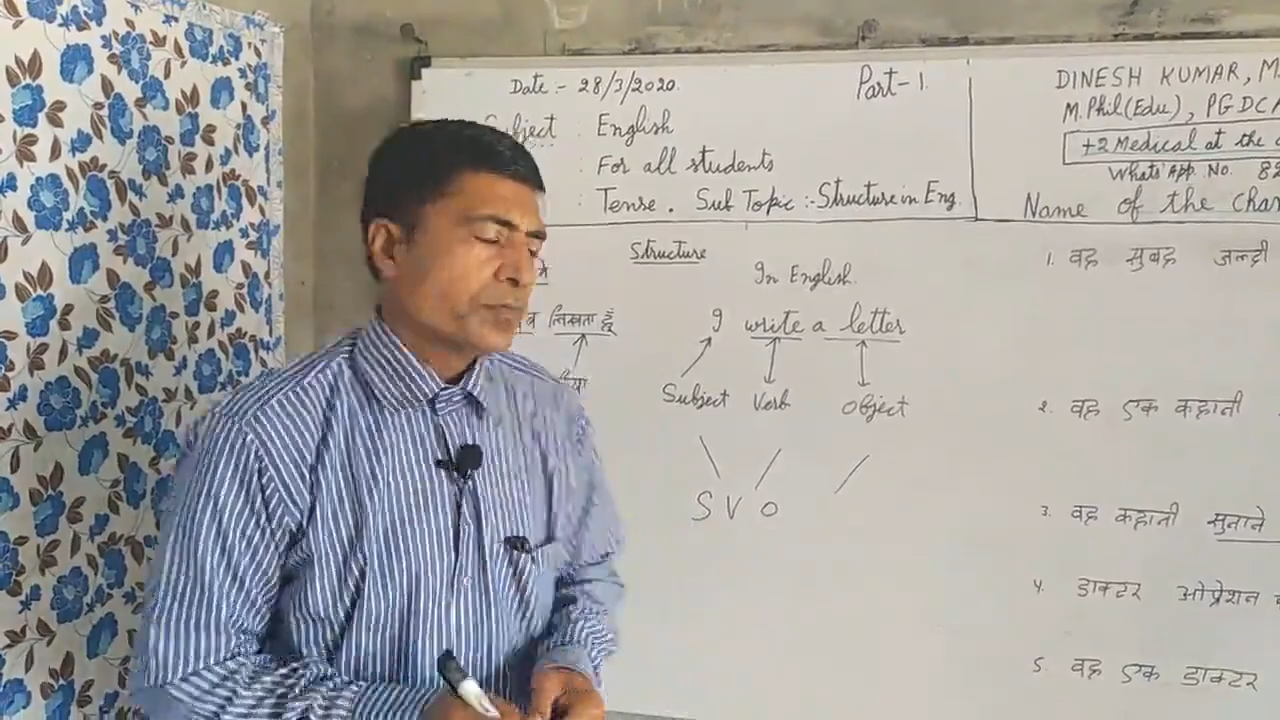 Date :- 28/3/2020.
Part-1.
Subject : English
: For all students
: Tense. Sub Topic :- Structure in Eng.
DINESH KUMAR,
M.Phil(Edu), PGDCA
+2 Medical at the
Whats App. No. 82
Name of the
Structure
In English.
लिखता हूँ
I write a letter
Subject Verb Object
S V O
1. वह सुबह जल्दी
2. वह एक कहानी
3. वह कहानी सुनाने
4. डाक्टर ओप्रेशन
5. वह एक डाक्टर